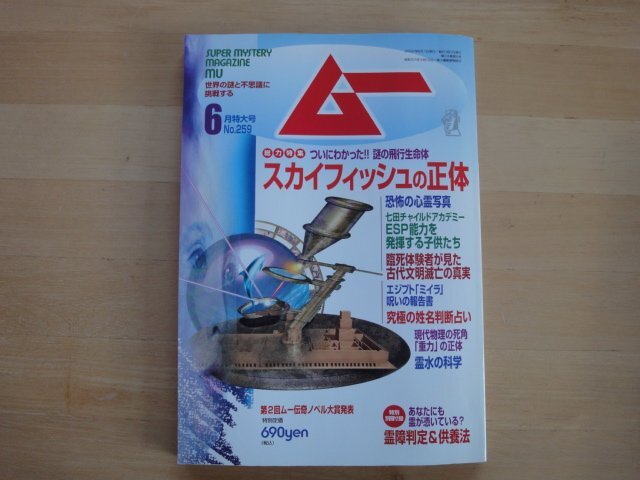 SUPER MYSTERY
MAGAZINE
MU
世界の謎と不思議に
挑戦する
6
月特大号
No.259
ムー
総力特集 ついにわかった!! 謎の飛行生命体
スカイフィッシュの正体
恐怖の心霊写真
七田チャイルドアカデミー
ESP能力を
発揮する子供たち
臨死体験者が見た
古代文明滅亡の真実
エジプト「ミイラ」
呪いの報告書
究極の姓名判断占い
現代物理の死角
「重力」の正体
霊水の科学
第2回ムー伝奇ノベル大賞発表
特別定価
690yen
(税込)
特別
別冊付録
あなたにも
霊が憑いている?
霊障判定&供養法